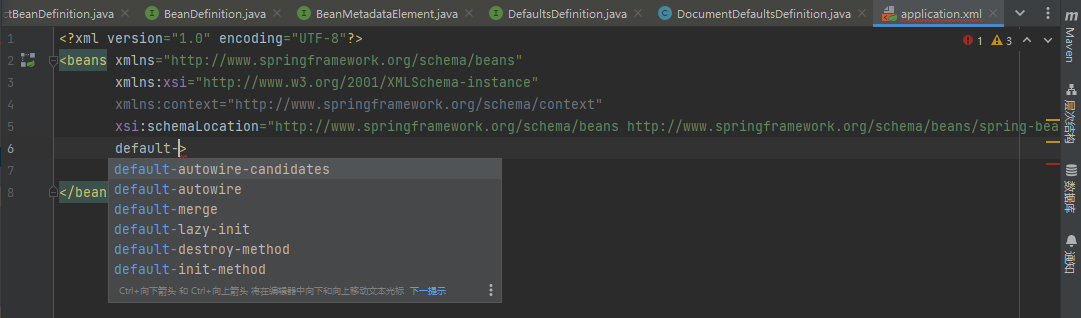 ctBeanDefinition.java BeanDefinition.java BeanMetadataElement.java DefaultsDefinition.java DocumentDefaultsDefinition.java application.xml
1 <?xml version="1.0" encoding="UTF-8"?>
1 3
2 <beans xmlns="http://www.springframework.org/schema/beans"
3 xmlns:xsi="http://www.w3.org/2001/XMLSchema-instance"
4 xmlns:context="http://www.springframework.org/schema/context"
5 xsi:schemaLocation="http://www.springframework.org/schema/beans http://www.springframework.org/schema/beans/spring-bea
6 default->
7
8 </bean
default-autowire-candidates
default-autowire
default-merge
default-lazy-init
default-destroy-method
default-init-method
Ctrl+向下箭头 和 Ctrl+向上箭头 将在编辑器中向下和向上移动文本光标 下一提示
m
Maven
层次结构
数据库
通知